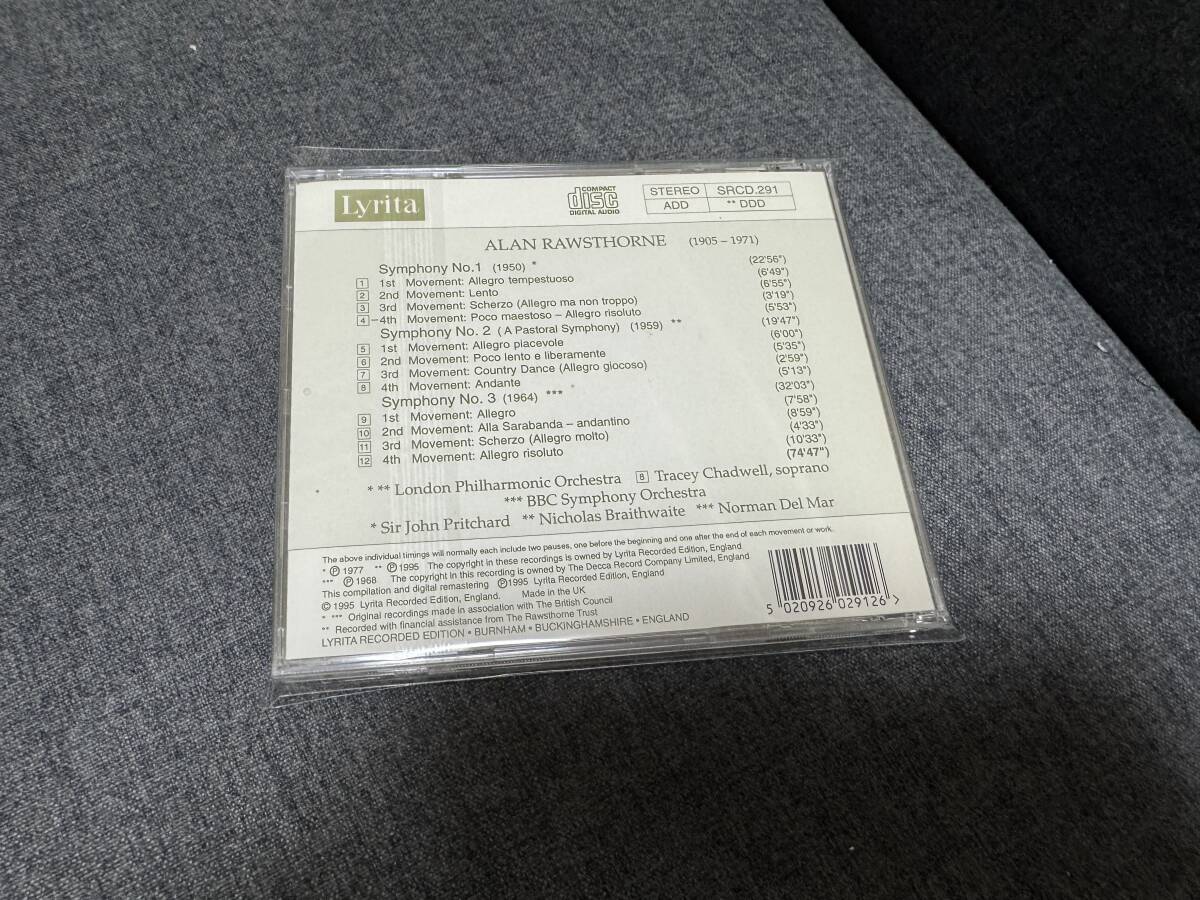 Lyrita
COMPACT
disc
DIGITAL AUDIO
STEREO SRCD.291
ADD ** DDD
ALAN RAWSTHORNE (1905 – 1971)
Symphony No.1 (1950) * (22'56")
1 1st Movement: Allegro tempestuoso (6'49")
2 2nd Movement: Lento (6'55")
3 3rd Movement: Scherzo (Allegro ma non troppo) (3'19")
4 – 4th Movement: Poco maestoso – Allegro risoluto (5'53")
Symphony No. 2 ( A Pastoral Symphony) (1959) ** (19'47")
5 1st Movement: Allegro piacevole (6'00")
6 2nd Movement: Poco lento e liberamente (5'35")
7 3rd Movement: Country Dance (Allegro giocoso) (2'59")
8 4th Movement: Andante (5'13")
Symphony No. 3 (1964) *** (32'03")
9 1st Movement: Allegro (7'58")
10 2nd Movement: Alla Sarabanda – andantino (8'59")
11 3rd Movement: Scherzo (Allegro molto) (4'33")
12 4th Movement: Allegro risoluto (10'33")
(74'47")
* ** London Philharmonic Orchestra 8 Tracey Chadwell, soprano
*** BBC Symphony Orchestra
* Sir John Pritchard ** Nicholas Braithwaite *** Norman Del Mar
The above individual timings will normally each include two pauses, one before the beginning and one after the end of each movement or work.
* ℗ 1977 ** ℗ 1995 The copyright in these recordings is owned by Lyrita Recorded Edition, England
*** ℗ 1968 The copyright in this recording is owned by The Decca Record Company Limited, England
This compilation and digital remastering ℗1995 Lyrita Recorded Edition, England
© 1995 Lyrita Recorded Edition, England. Made in the UK
* *** Original recordings made in association with The British Council
** Recorded with financial assistance from The Rawsthorne Trust
LYRITA RECORDED EDITION • BURNHAM • BUCKINGHAMSHIRE • ENGLAND
5 020926 029126 >